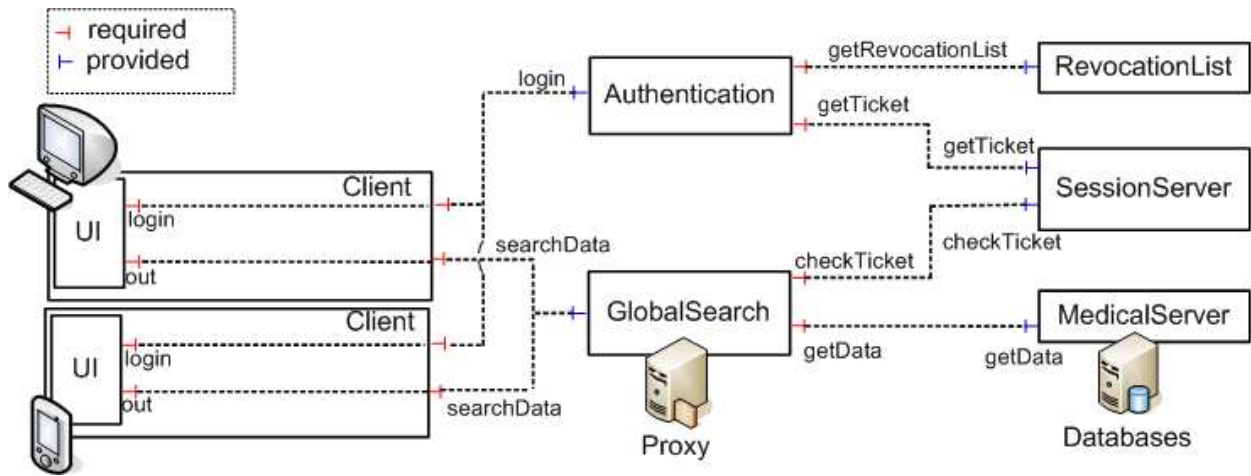 required
provided
getRevocationList
RevocationList
login
Authentication
getTicket
getTicket
SessionServer
Client
UI
login
out
searchData
checkTicket
checkTicket
GlobalSearch
MedicalServer
getData
getData
Client
UI
login
out
searchData
Proxy
Databases